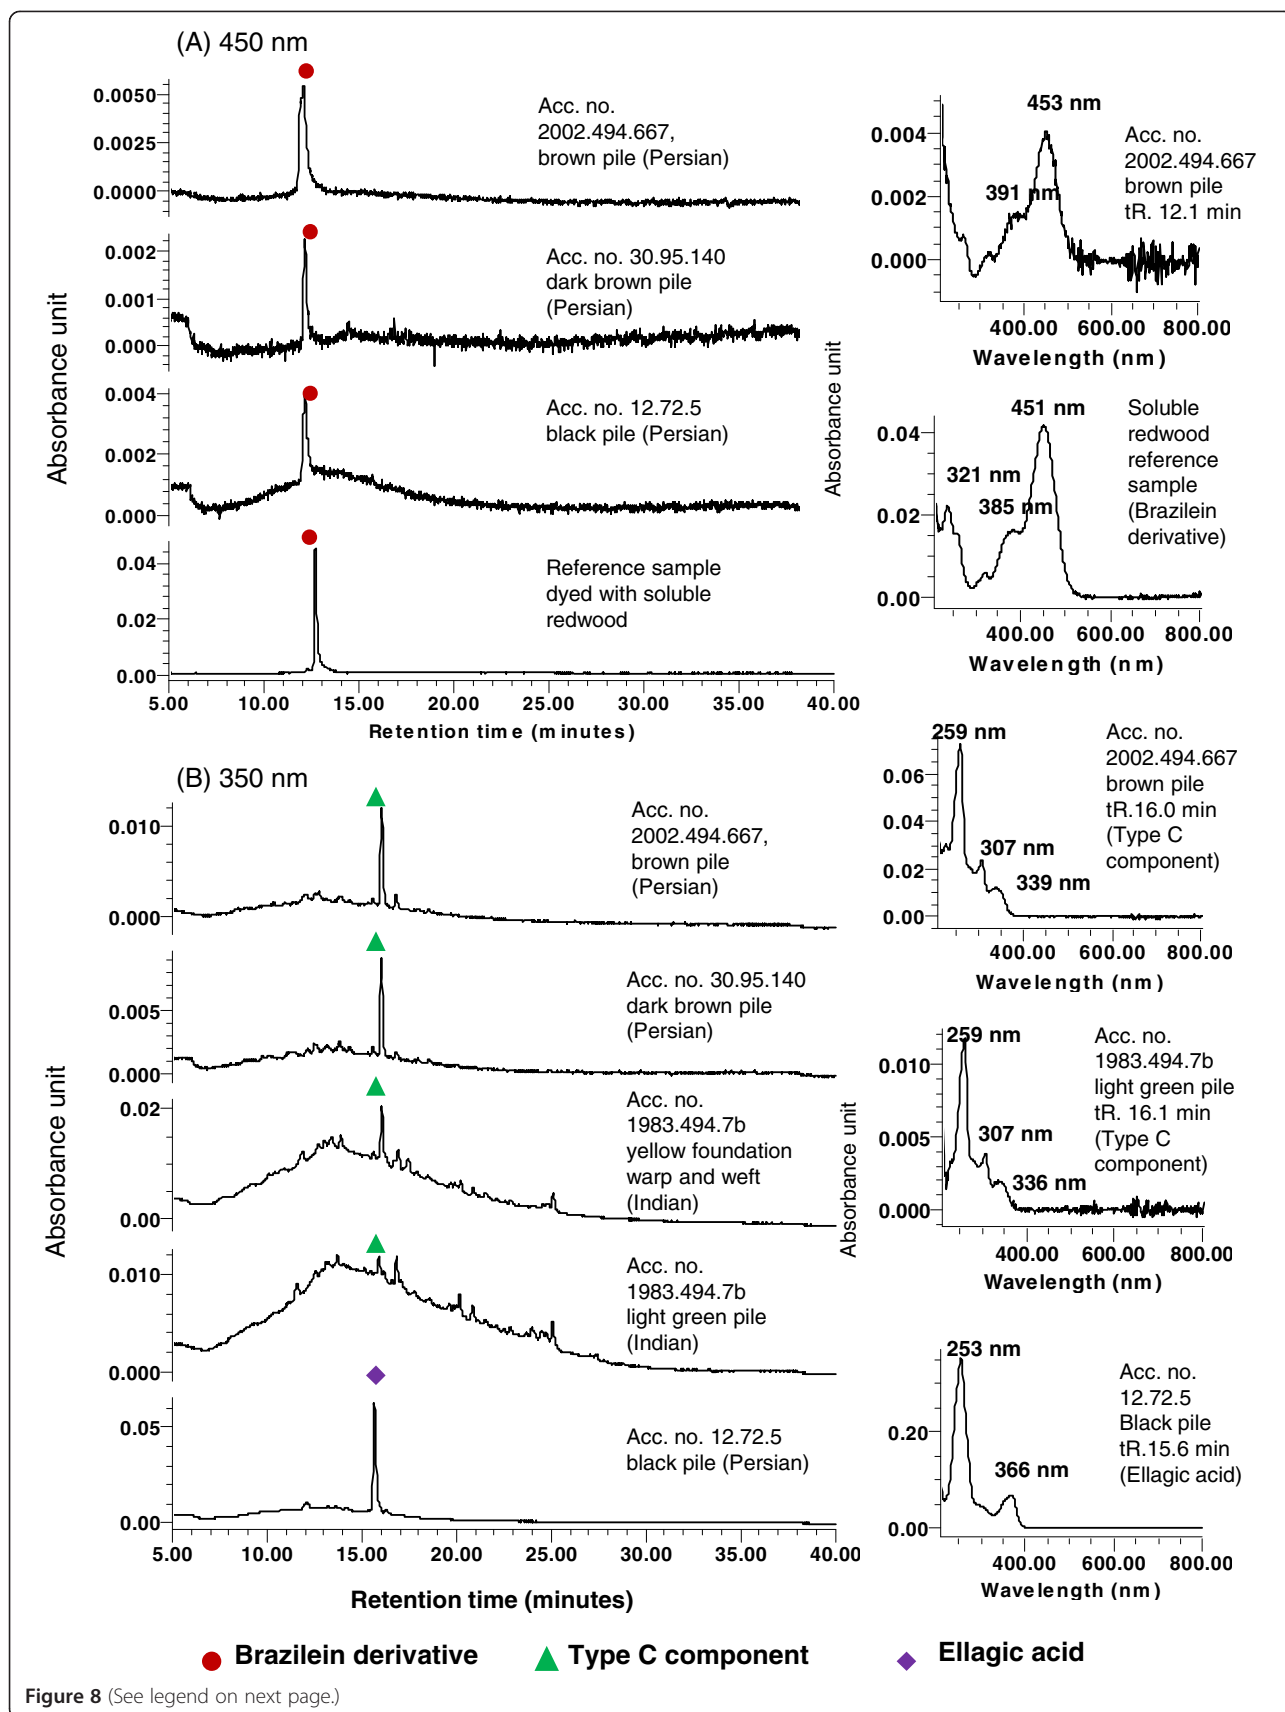 (A) 450 nm
0.0050
0.0025
0.0000
Acc. no.
2002.494.667,
brown pile (Persian)
0.002
0.001
0.000
Acc. no. 30.95.140
dark brown pile
(Persian)
0.004
0.002
0.000
Acc. no. 12.72.5
black pile (Persian)
0.04
0.02
0.00
Reference sample
dyed with soluble
redwood
5.00 10.00 15.00 20.00 25.00 30.00 35.00 40.00
Retention time (minutes)
Absorbance unit
0.004
0.002
0.000
453 nm
391 nm
Acc. no.
2002.494.667
brown pile
tR. 12.1 min
400.00 600.00 800.00
Wavelength (nm)
Absorbance unit
0.04
0.02
0.00
451 nm
321 nm
385 nm
Soluble
redwood
reference
sample
(Brazilein
derivative)
400.00 600.00 800.00
Wavelength (nm)
(B) 350 nm
0.010
0.000
Acc. no.
2002.494.667,
brown pile
(Persian)
0.005
0.000
Acc. no. 30.95.140
dark brown pile
(Persian)
0.02
0.00
Acc. no.
1983.494.7b
yellow foundation
warp and weft
(Indian)
0.010
0.000
Acc. no.
1983.494.7b
light green pile
(Indian)
0.05
0.00
Acc. no. 12.72.5
black pile (Persian)
5.00 10.00 15.00 20.00 25.00 30.00 35.00 40.00
Retention time (minutes)
Absorbance unit
259 nm
0.06
0.04
0.02
0.00
307 nm
339 nm
Acc. no.
2002.494.667
brown pile
tR.16.0 min
(Type C
component)
400.00 600.00 800.00
Wavelength (nm)
259 nm
0.010
0.005
0.000
307 nm
336 nm
Acc. no.
1983.494.7b
light green pile
tR. 16.1 min
(Type C
component)
400.00 600.00 800.00
Wavelength (nm)
Absorbance unit
253 nm
0.20
0.00
366 nm
Acc. no.
12.72.5
Black pile
tR.15.6 min
(Ellagic acid)
400.00 600.00 800.00
Wavelength (nm)
Brazilein derivative
Type C component
Ellagic acid
Figure 8 (See legend on next page.)